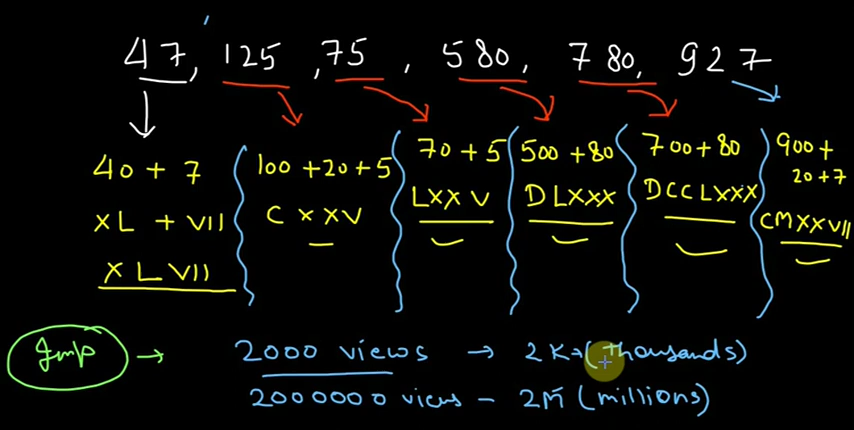 47, 125, 75, 580, 780, 927
40 + 7
XL + VII
XLVII
100 + 20 + 5
CXXV
70 + 5
LXXV
500 + 80
DLXXX
700 + 80
DCCLXXX
900 +
20 + 7
CMXXVII
Imp → 2000 views → 2K → (thousands)
2000000 views - 2M (millions)